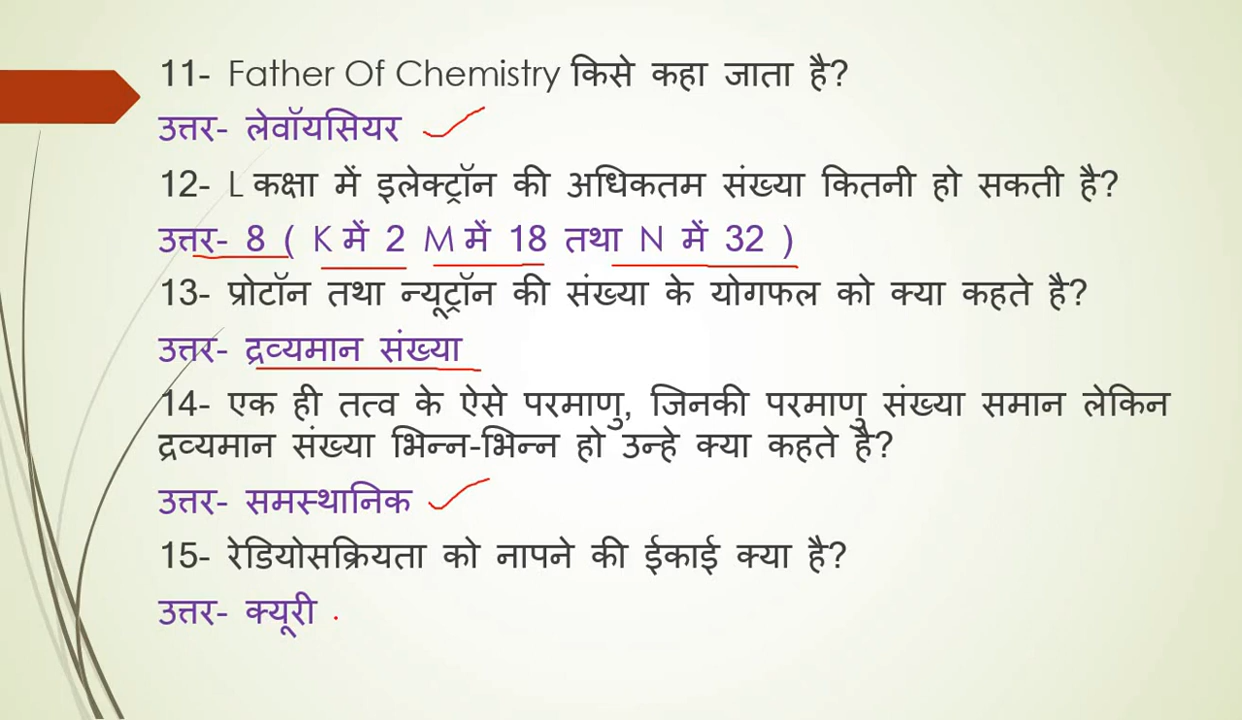 11- Father Of Chemistry किसे कहा जाता है?
उत्तर- लेवॉयसियर
12- L कक्षा में इलेक्ट्रॉन की अधिकतम संख्या कितनी हो सकती है?
उत्तर- 8 ( K में 2 M में 18 तथा N में 32 )
13- प्रोटॉन तथा न्यूट्रॉन की संख्या के योगफल को क्या कहते है?
उत्तर- द्रव्यमान संख्या
14- एक ही तत्व के ऐसे परमाणु, जिनकी परमाणु संख्या समान लेकिन
द्रव्यमान संख्या भिन्न-भिन्न हो उन्हे क्या कहते है?
उत्तर- समस्थानिक
15- रेडियोसक्रियता को नापने की ईकाई क्या है?
उत्तर- क्यूरी